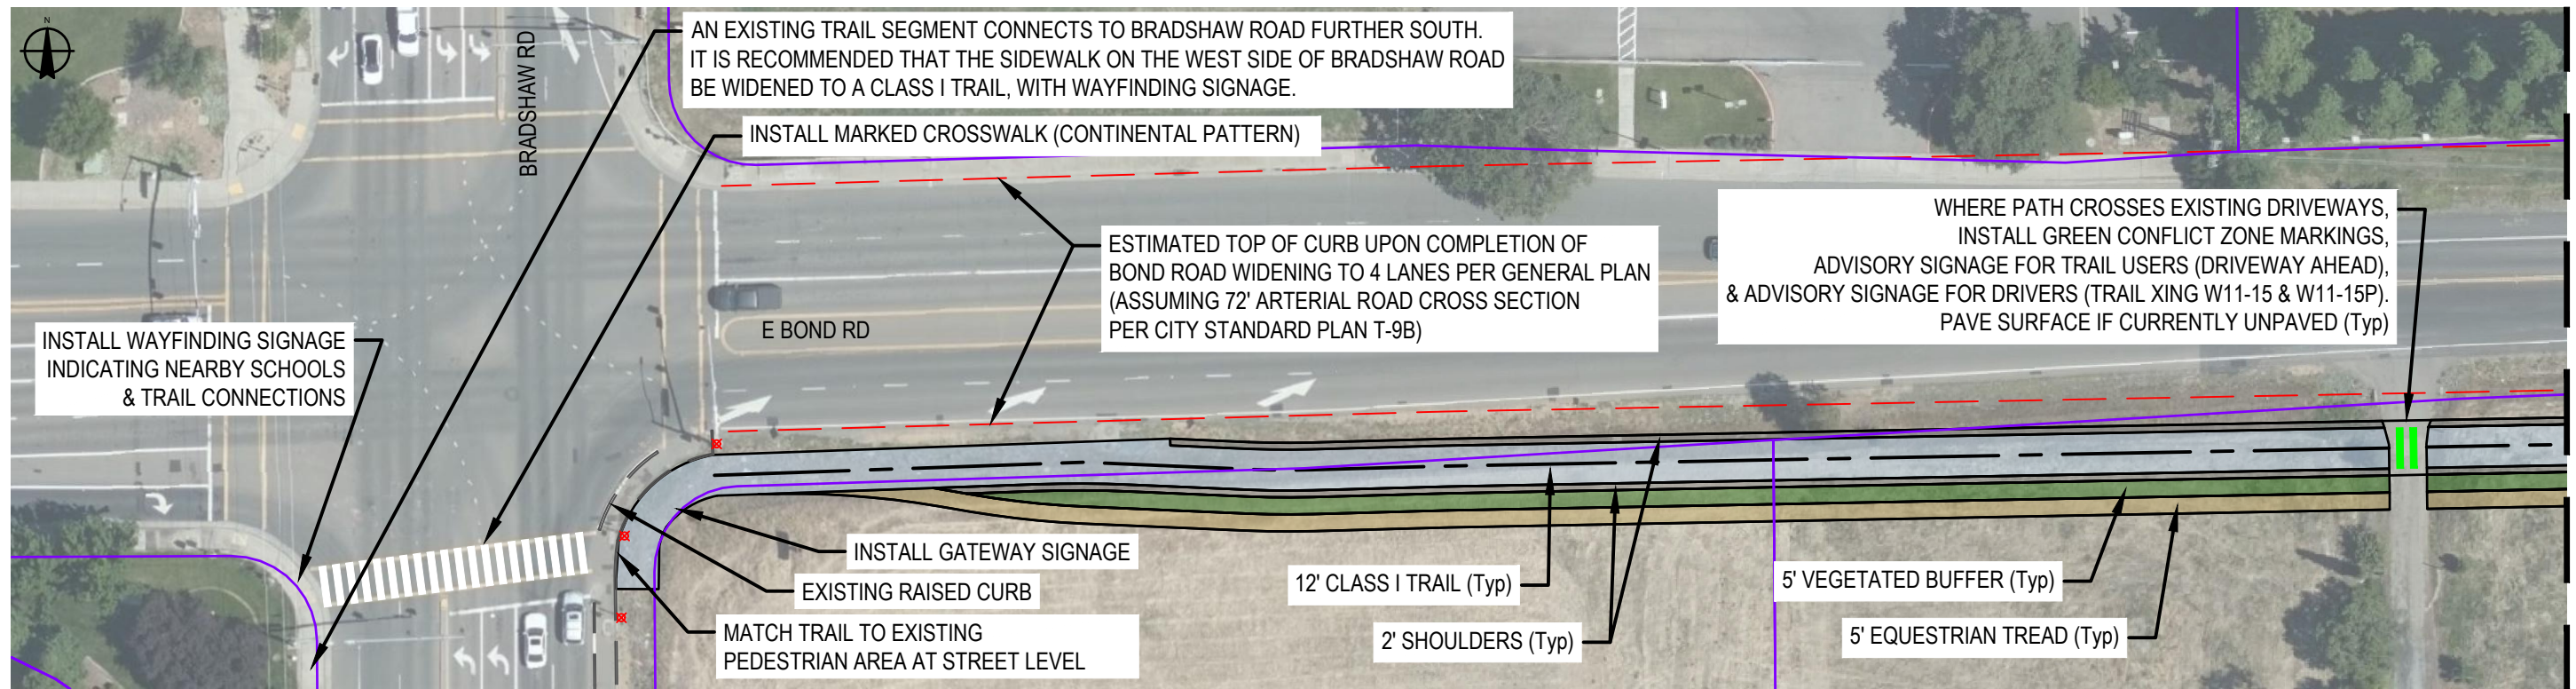 N
AN EXISTING TRAIL SEGMENT CONNECTS TO BRADSHAW ROAD FURTHER SOUTH.
IT IS RECOMMENDED THAT THE SIDEWALK ON THE WEST SIDE OF BRADSHAW ROAD
BE WIDENED TO A CLASS I TRAIL, WITH WAYFINDING SIGNAGE.
BRADSHAW RD
INSTALL MARKED CROSSWALK (CONTINENTAL PATTERN)
ESTIMATED TOP OF CURB UPON COMPLETION OF
BOND ROAD WIDENING TO 4 LANES PER GENERAL PLAN
(ASSUMING 72' ARTERIAL ROAD CROSS SECTION
PER CITY STANDARD PLAN T-9B)
WHERE PATH CROSSES EXISTING DRIVEWAYS,
INSTALL GREEN CONFLICT ZONE MARKINGS,
ADVISORY SIGNAGE FOR TRAIL USERS (DRIVEWAY AHEAD),
& ADVISORY SIGNAGE FOR DRIVERS (TRAIL XING W11-15 & W11-15P).
PAVE SURFACE IF CURRENTLY UNPAVED (Typ)
E BOND RD
INSTALL WAYFINDING SIGNAGE
INDICATING NEARBY SCHOOLS
& TRAIL CONNECTIONS
INSTALL GATEWAY SIGNAGE
EXISTING RAISED CURB
MATCH TRAIL TO EXISTING
PEDESTRIAN AREA AT STREET LEVEL
12' CLASS I TRAIL (Typ)
2' SHOULDERS (Typ)
5' VEGETATED BUFFER (Typ)
5' EQUESTRIAN TREAD (Typ)